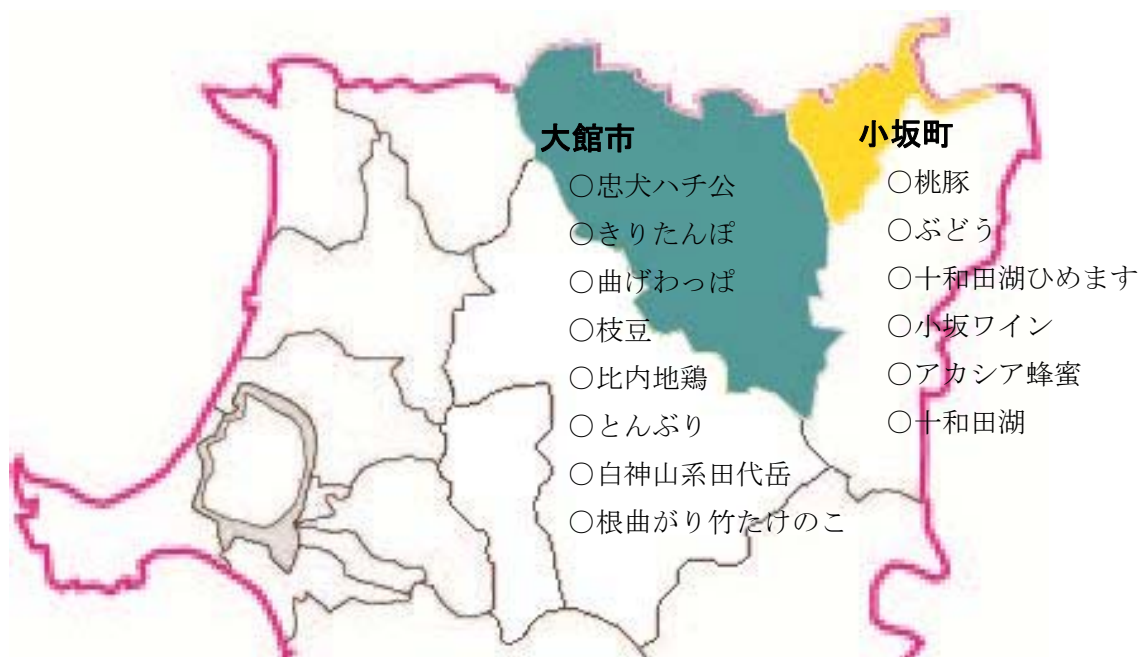 大館市
○忠犬ハチ公
○きりたんぽ
○曲げわっぱ
○枝豆
○比内地鶏
○とんぶり
○白神山系田代岳
○根曲がり竹たけのこ
小坂町
○桃豚
○ぶどう
○十和田湖ひめます
○小坂ワイン
○アカシア蜂蜜
○十和田湖